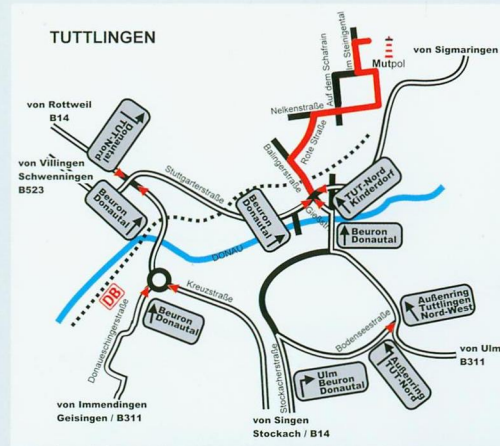 TUTTLINGEN
Im Steinigental
Auf dem Schafrain
Mutpol
von Sigmaringen
Nelkenstraße
von Rottweil
B14
Donautal
TUT-Nord
Rote Straße
Balingerstraße
von Villingen
Schwenningen
B523
Stuttgarterstraße
TUT-Nord
Kinderdorf
Beuron
Donautal
Beuron
Donautal
Beuron
Donautal
DONAU
DB
Kreuzstraße
Beuron
Donautal
Außenring
Tuttlingen
Nord-West
Bodenseestraße
Donaueschingerstraße
Stockacherstraße
von Ulm
B311
Außenring
TUT-Nord
Ulm
Beuron
Donautal
von Immendingen
Geisingen / B311
von Singen
Stockach / B14